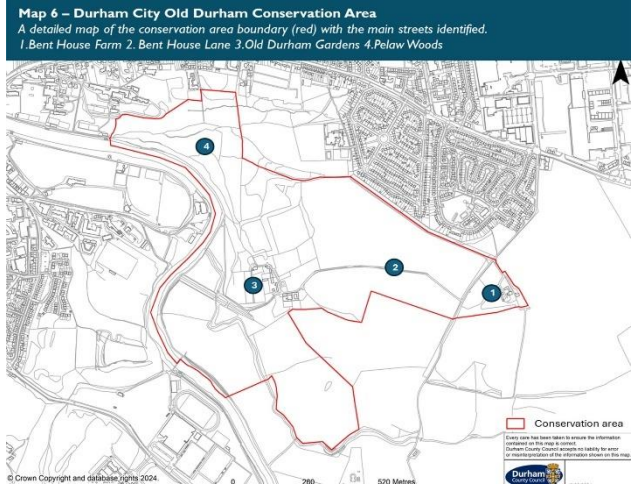 Map 6 – Durham City Old Durham Conservation Area
A detailed map of the conservation area boundary (red) with the main streets identified.
1.Bent House Farm 2. Bent House Lane 3.Old Durham Gardens 4.Pelaw Woods
4
2
3
1
Conservation area
Every care has been taken to ensure the information
contained on this map is correct.
Durham County Council accepts no liability for error
or misinterpretation of the information shown on this map.
© Crown Copyright and database rights 2024.
0 260 520 Metres
Durham
County Council